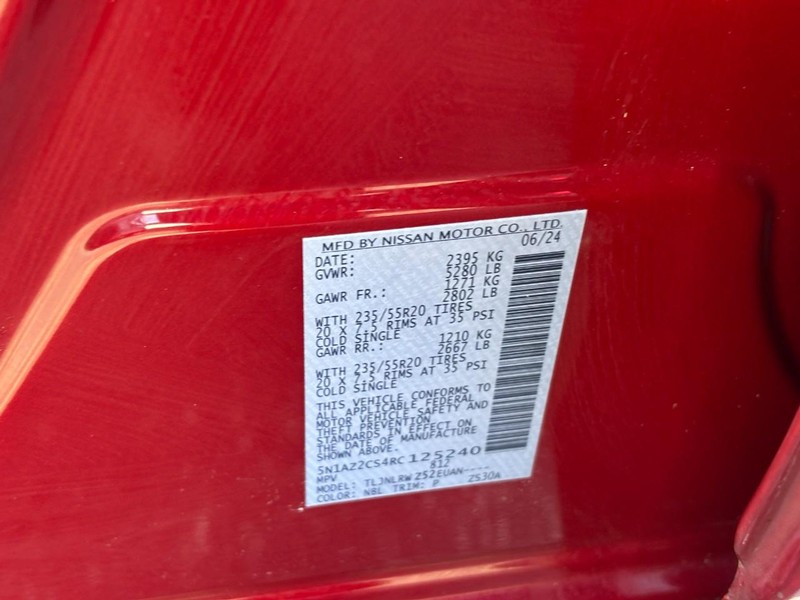 MFD BY NISSAN MOTOR CO., LTD.
DATE: 06/24
GVWR: 2395 KG
5280 LB
GAWR FR.: 1271 KG
2802 LB
WITH 235/55R20 TIRES
20 X 7.5 RIMS AT 35 PSI
COLD SINGLE
GAWR RR.: 1210 KG
2667 LB
WITH 235/55R20 TIRES
20 X 7.5 RIMS AT 35 PSI
COLD SINGLE
THIS VEHICLE CONFORMS TO
ALL APPLICABLE FEDERAL
MOTOR VEHICLE SAFETY AND
THEFT PREVENTION
STANDARDS IN EFFECT ON
THE DATE OF MANUFACTURE
SHOWN ABOVE.
5N1AZ2CS4RC125240
MPV 812
MODEL: TLJNLRW Z52EUAN----
COLOR: NBL TRIM: P ZS30A